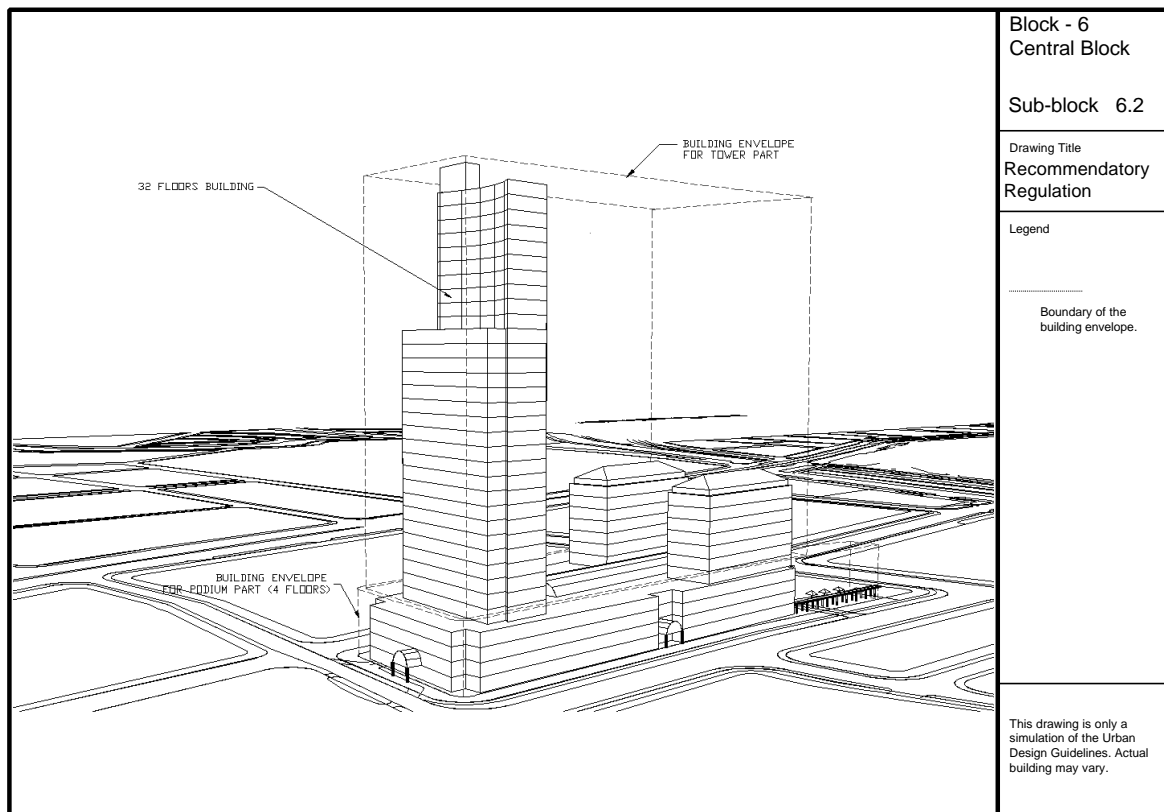 BUILDING ENVELOPE
FOR TOWER PART
32 FLOORS BUILDING
BUILDING ENVELOPE
FOR PODIUM PART (4 FLOORS)
Block - 6
Central Block
Sub-block 6.2
Drawing Title
Recommendatory
Regulation
Legend
Boundary of the
building envelope.
This drawing is only a
simulation of the Urban
Design Guidelines. Actual
building may vary.